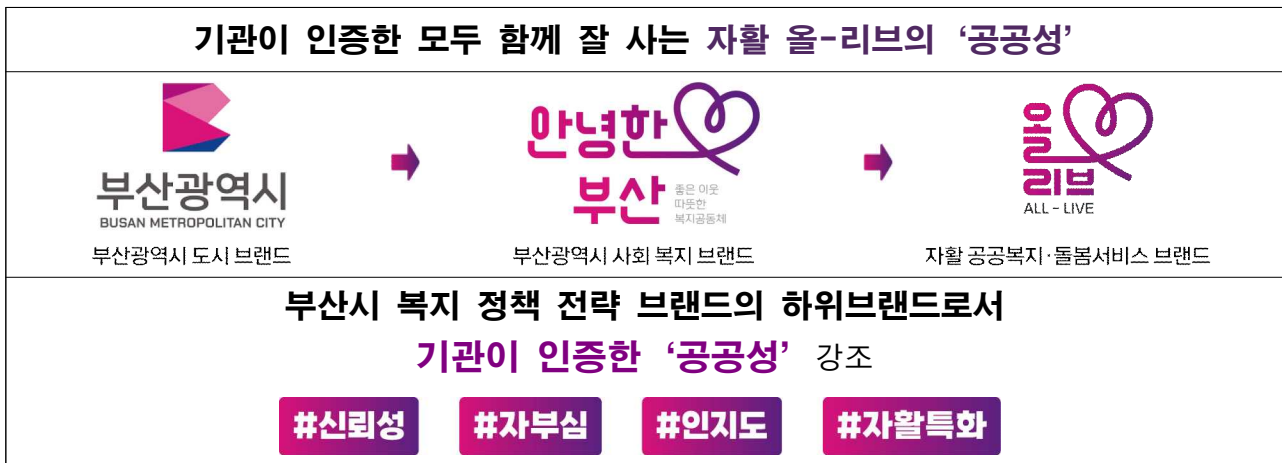 기관이 인증한 모두 함께 잘 사는 자활 올-리브의 ‘공공성’
부산광역시
BUSAN METROPOLITAN CITY
부산광역시 도시 브랜드
안녕한
부산
좋은 이웃
따뜻한
복지공동체
부산광역시 사회 복지 브랜드
올
리브
ALL – LIVE
자활 공공복지·돌봄서비스 브랜드
부산시 복지 정책 전략 브랜드의 하위브랜드로서
기관이 인증한 ‘공공성’ 강조
#신뢰성 #자부심 #인지도 #자활특화